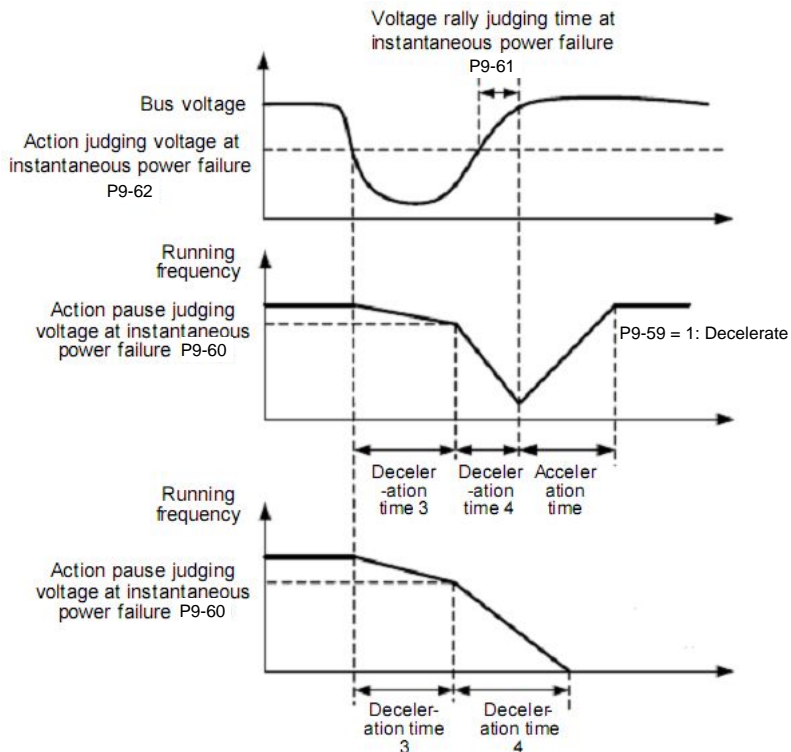 Voltage rally judging time at
instantaneous power failure
P9-61
Bus voltage
Action judging voltage at
instantaneous power failure
P9-62
Running
frequency
Action pause judging
voltage at instantaneous
power failure P9-60
P9-59 = 1: Decelerate
Deceler
-ation
time 3
Deceler
-ation
time 4
Acceler
ation
time
Running
frequency
Action pause judging
voltage at instantaneous
power failure P9-60
Deceler-
ation time
3
Deceler-
ation time
4